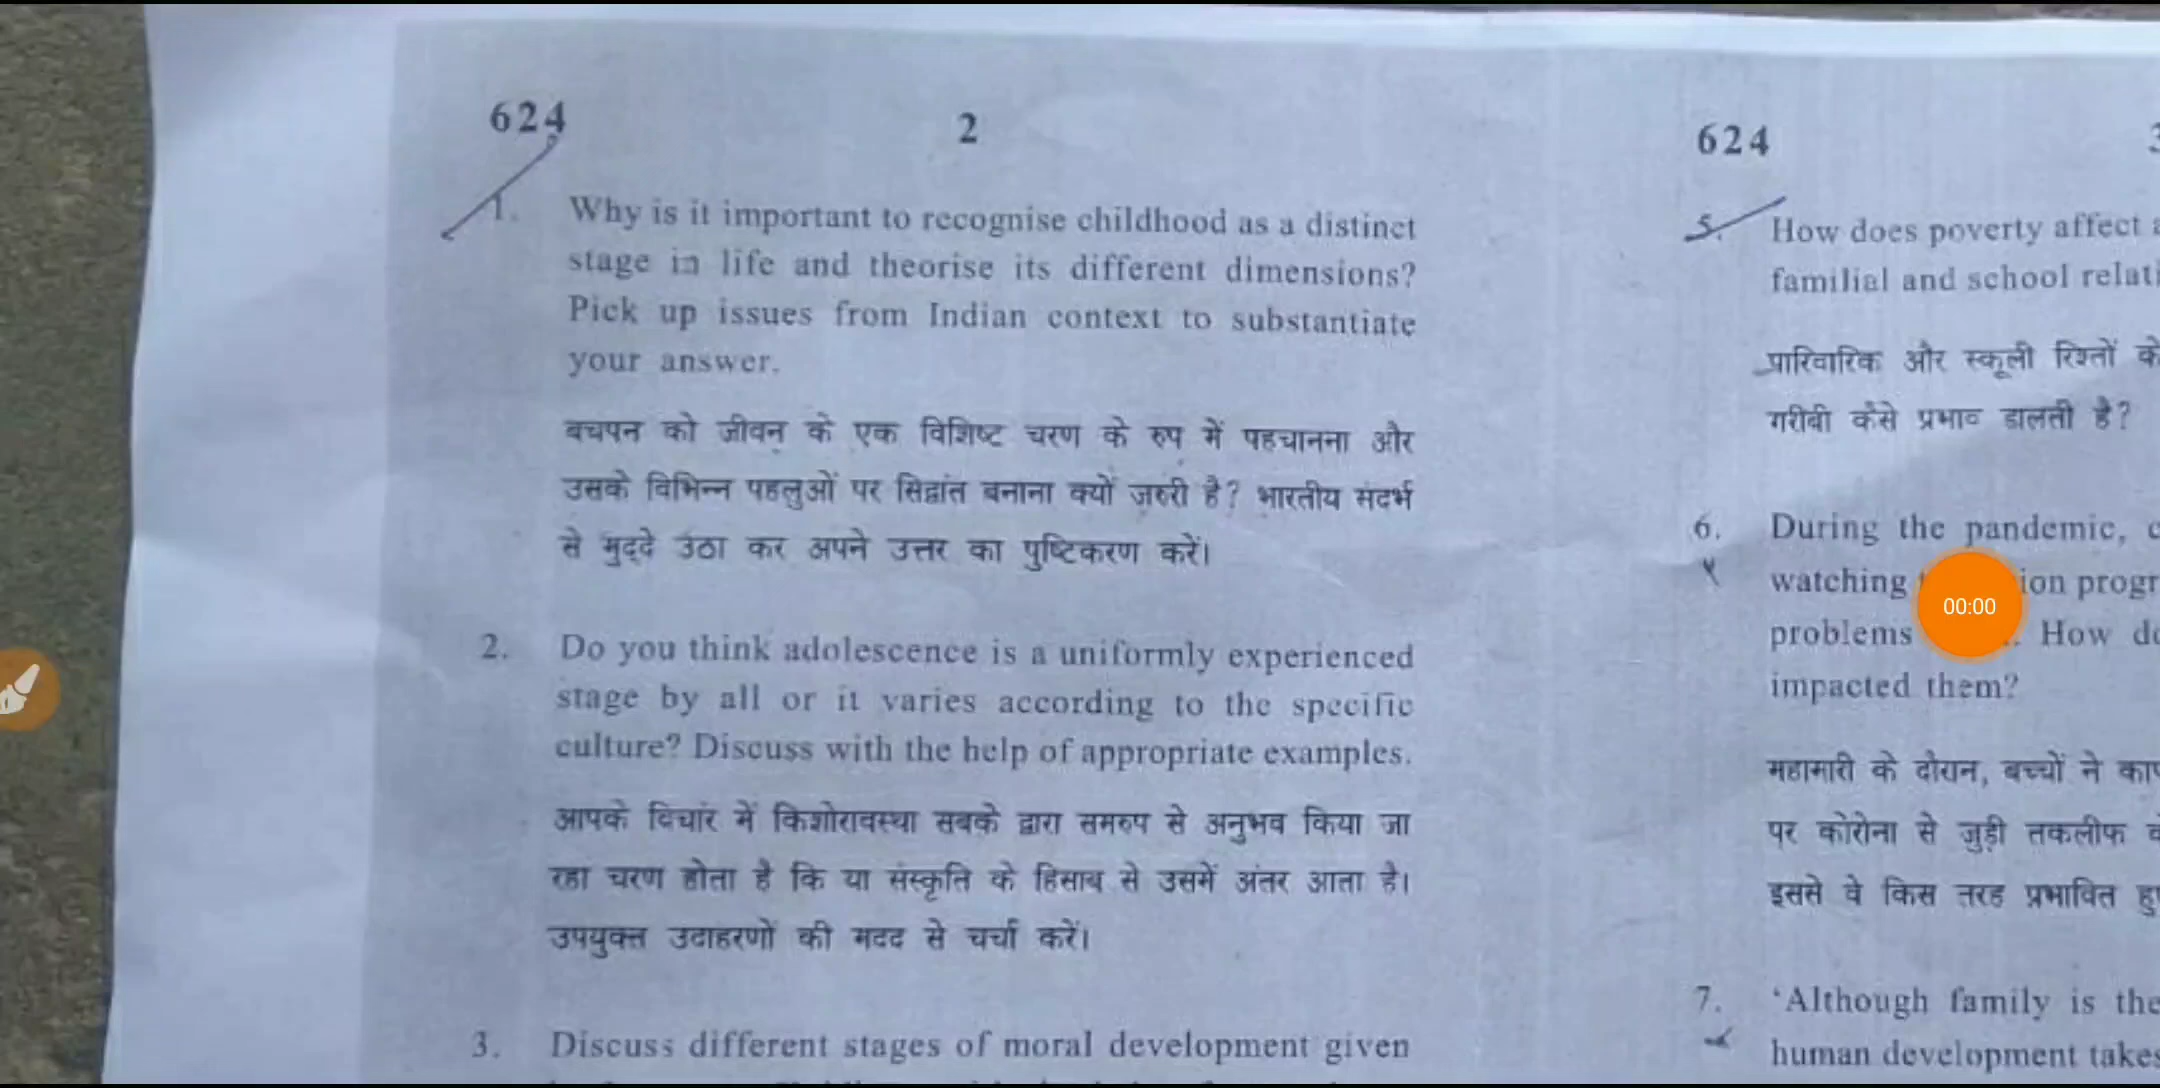 624
2
1. Why is it important to recognise childhood as a distinct
stage in life and theorise its different dimensions?
Pick up issues from Indian context to substantiate
your answer.
बचपन को जीवन के एक विशिष्ट चरण के रुप में पहचानना और
उसके विभिन्न पहलुओं पर सिद्वांत बनाना क्यों ज़रुरी है? भारतीय संदर्भ
से मुद्दे उठा कर अपने उत्तर का पुष्टिकरण करें।
2. Do you think adolescence is a uniformly experienced
stage by all or it varies according to the specific
culture? Discuss with the help of appropriate examples.
आपके विचार में किशोरावस्था सबके द्वारा समरुप से अनुभव किया जा
रहा चरण होता है कि या संस्कृति के हिसाब से उसमें अंतर आता है।
उपयुक्त उदाहरणों की मदद से चर्चा करें।
3. Discuss different stages of moral development given
624
5. How does poverty affect
familial and school
पारिवारिक और स्कूली रिश्तों
गरीबी कैसे प्रभाव डालती है?
6. During the pandemic,
watching
problems How
impacted them?
महामारी के दौरान, बच्चों ने
पर कोरोना से जुड़ी तकलीफ
इससे वे किस तरह प्रभावित
7. ‘Although family is the
human development takes
00:00